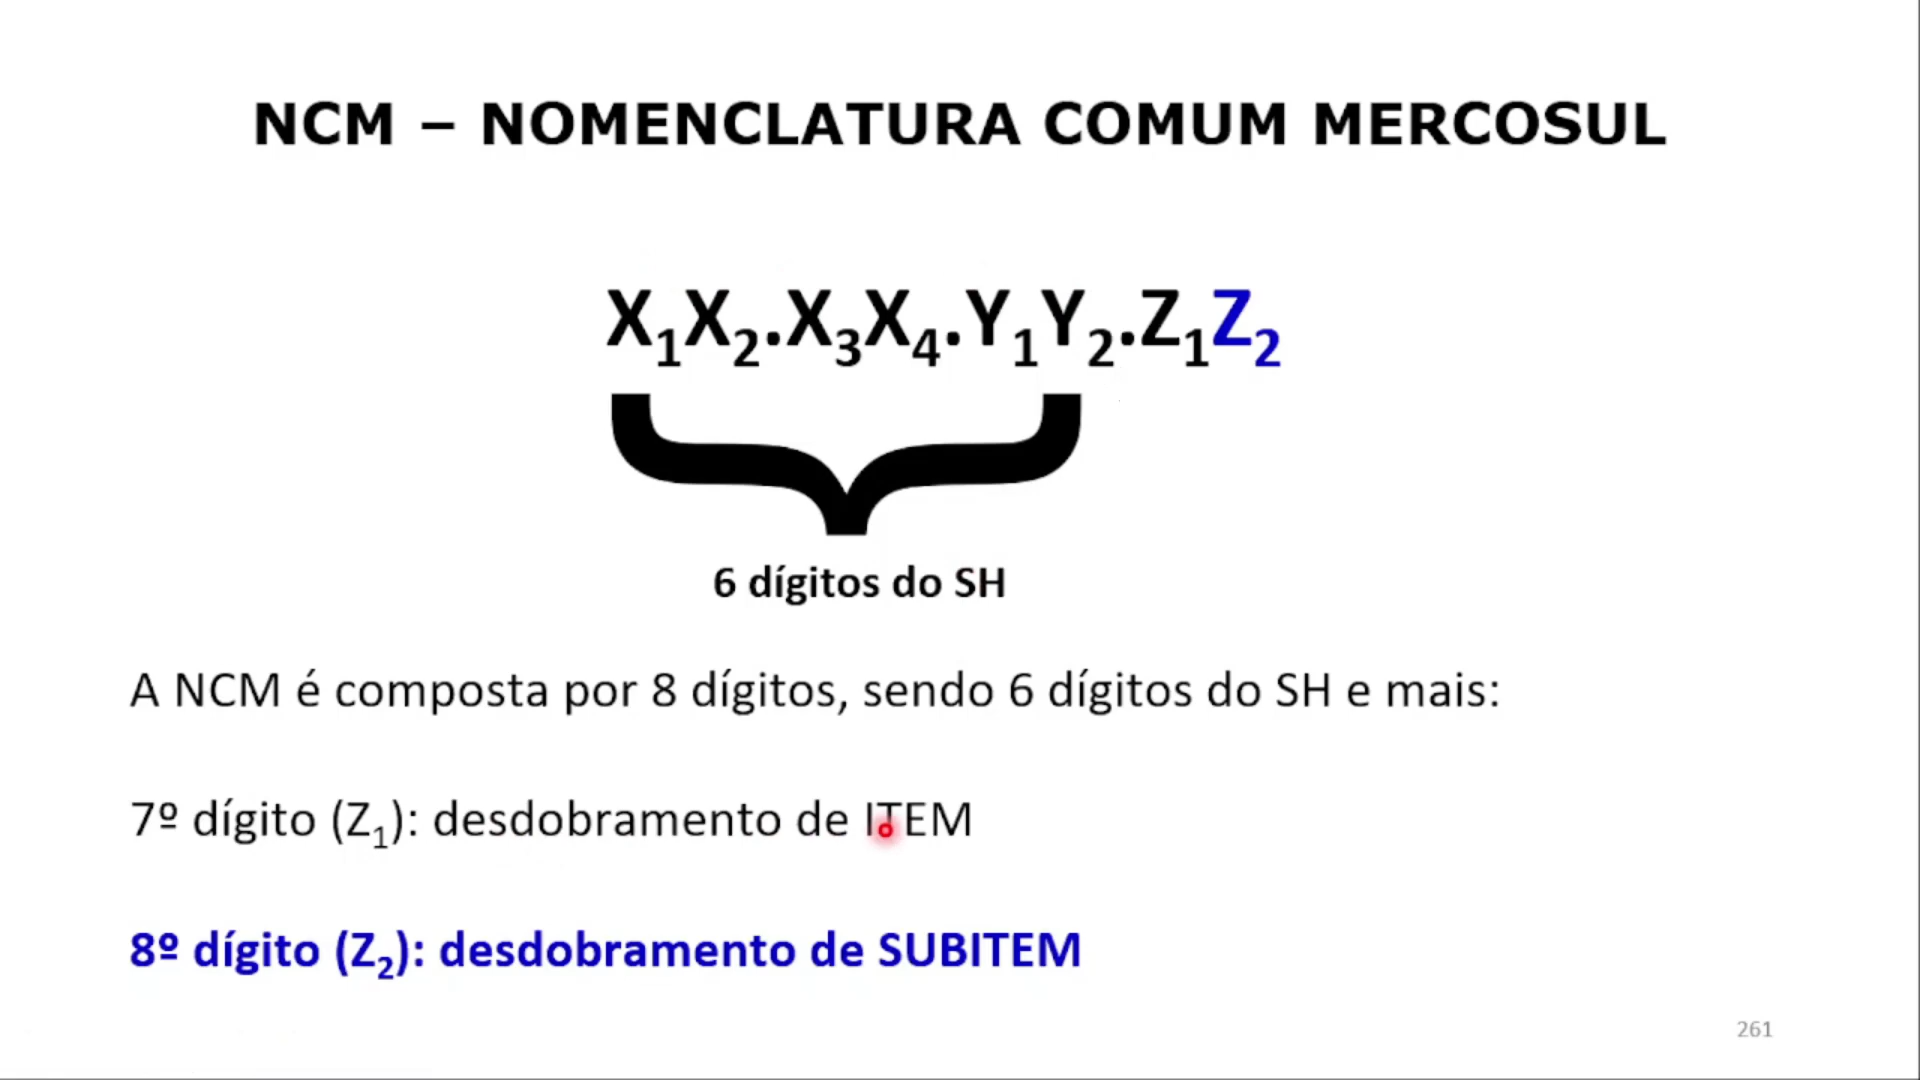 NCM – NOMENCLATURA COMUM MERCOSUL
X₁X₂.X₃X₄.Y₁Y₂.Z₁Z₂
6 dígitos do SH
A NCM é composta por 8 dígitos, sendo 6 dígitos do SH e mais:
7º dígito (Z₁): desdobramento de ITEM
8º dígito (Z₂): desdobramento de SUBITEM
261